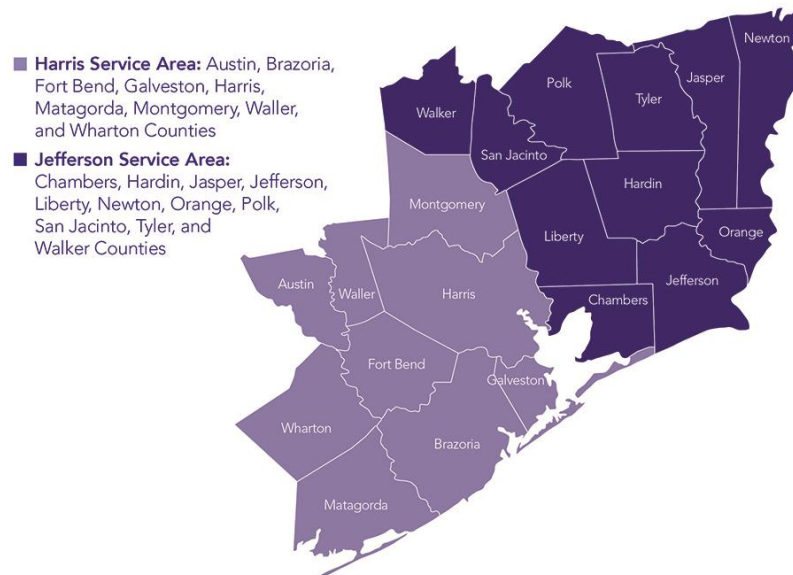 Harris Service Area: Austin, Brazoria,
Fort Bend, Galveston, Harris,
Matagorda, Montgomery, Waller,
and Wharton Counties
Jefferson Service Area:
Chambers, Hardin, Jasper, Jefferson,
Liberty, Newton, Orange, Polk,
San Jacinto, Tyler, and
Walker Counties
Newton
Jasper
Polk
Tyler
Walker
San Jacinto
Hardin
Montgomery
Orange
Liberty
Jefferson
Austin
Waller
Harris
Chambers
Fort Bend
Galveston
Wharton
Brazoria
Matagorda